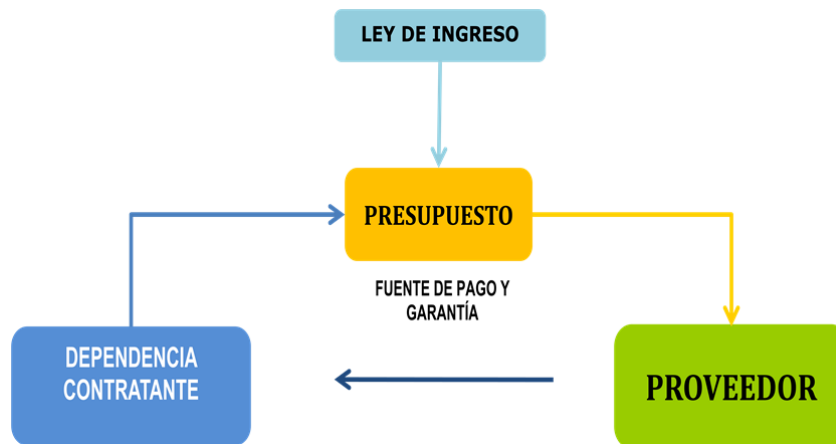 LEY DE INGRESO
PRESUPUESTO
FUENTE DE PAGO Y
GARANTÍA
DEPENDENCIA
CONTRATANTE
PROVEEDOR